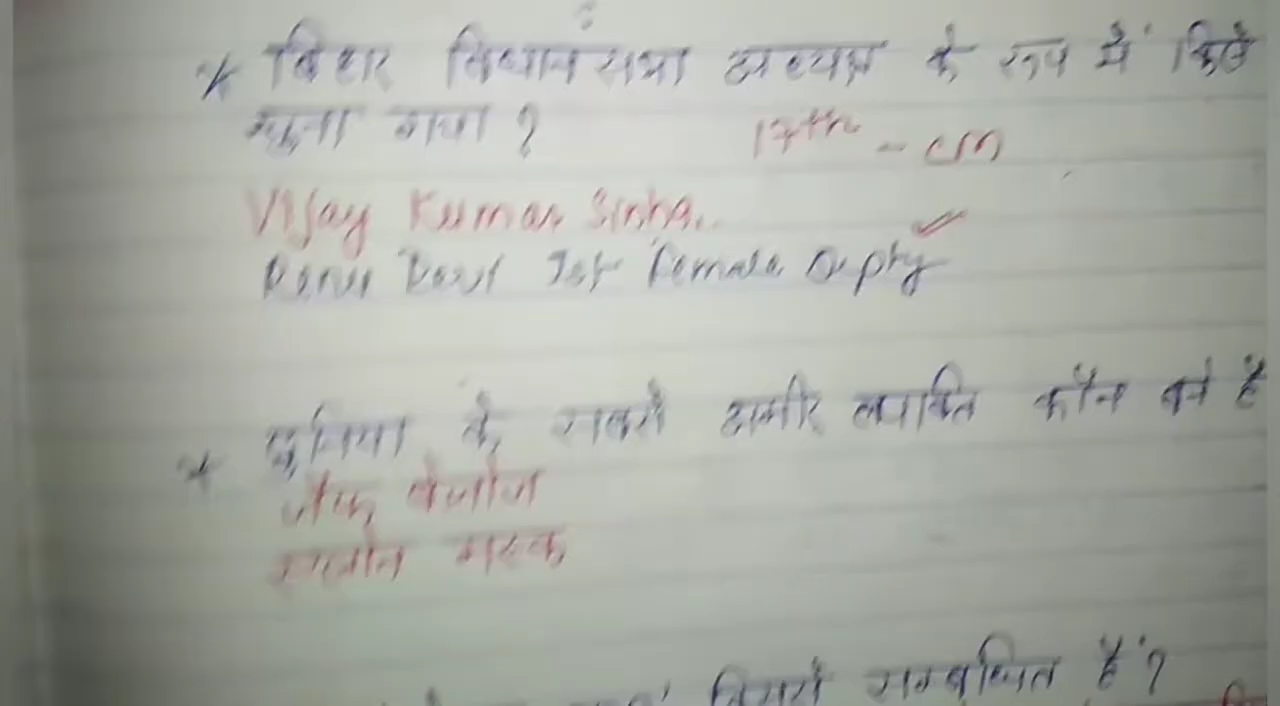 * बिहार विधानसभा अध्यक्ष के रूप में किसे
चुना गया ?
17th - CM
Vijay Kumar Sinha..
Renu Devi 1st Female Deputy
* दुनिया के सबसे अमीर व्यक्ति कौन बने हैं
जैफ बेजोज
एलोन मस्क
किससे सम्बन्धित हैं ?